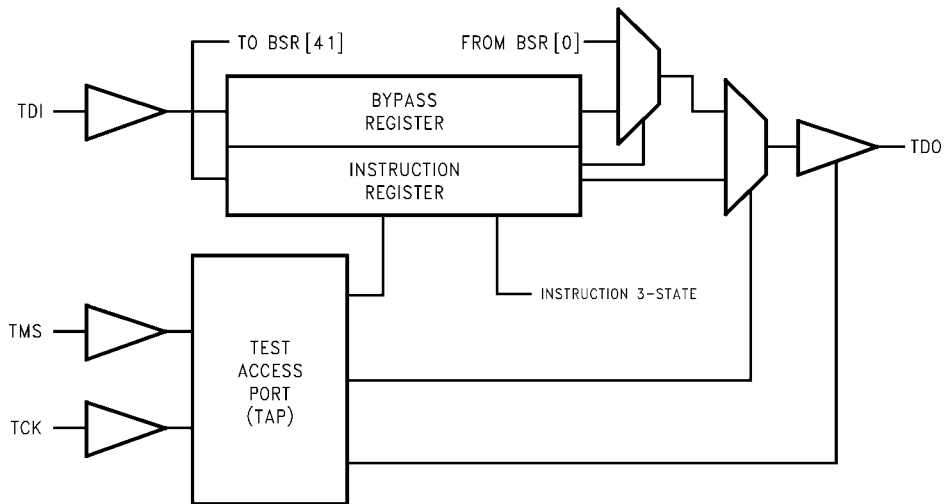 TO BSR[41]
FROM BSR[0]
TDI
BYPASS
REGISTER
INSTRUCTION
REGISTER
TDO
INSTRUCTION 3-STATE
TMS
TCK
TEST
ACCESS
PORT
(TAP)